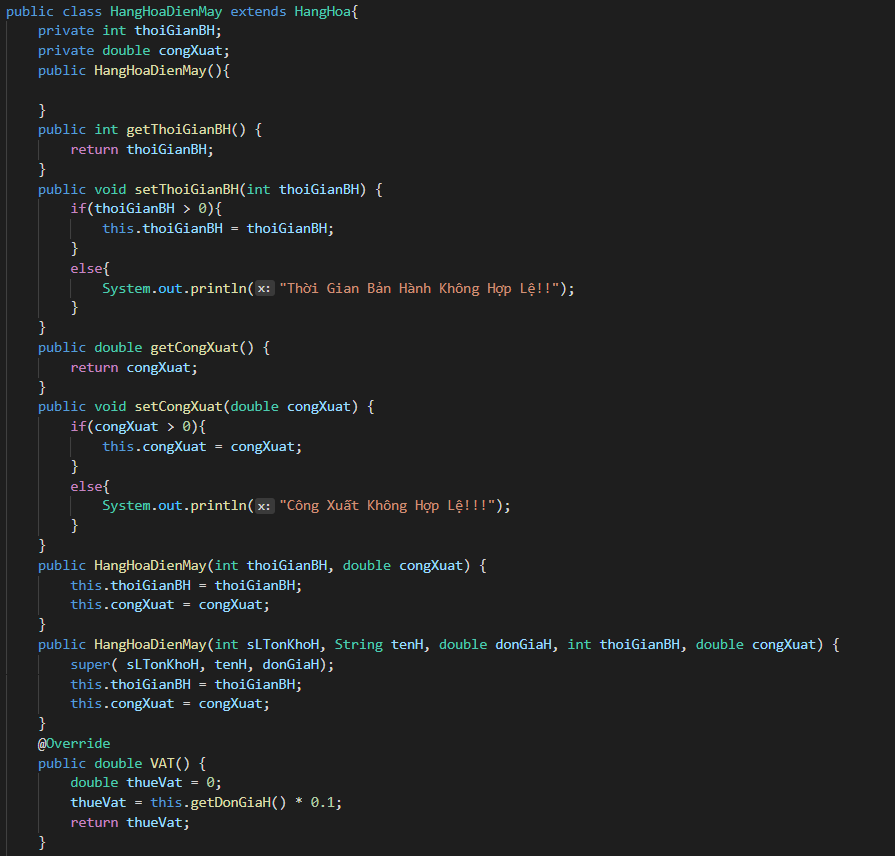 public class HangHoaDienMay extends HangHoa{
private int thoiGianBH;
private double congXuat;
public HangHoaDienMay(){
}
public int getThoiGianBH() {
return thoiGianBH;
}
public void setThoiGianBH(int thoiGianBH) {
if(thoiGianBH > 0){
this.thoiGianBH = thoiGianBH;
}
else{
System.out.println(x: "Thời Gian Bản Hành Không Hợp Lệ!!");
}
}
public double getCongXuat() {
return congXuat;
}
public void setCongXuat(double congXuat) {
if(congXuat > 0){
this.congXuat = congXuat;
}
else{
System.out.println(x: "Công Xuất Không Hợp Lệ!!!");
}
}
public HangHoaDienMay(int thoiGianBH, double congXuat) {
this.thoiGianBH = thoiGianBH;
this.congXuat = congXuat;
}
public HangHoaDienMay(int sLTonKhoH, String tenH, double donGiaH, int thoiGianBH, double congXuat) {
super( sLTonKhoH, tenH, donGiaH);
this.thoiGianBH = thoiGianBH;
this.congXuat = congXuat;
}
@Override
public double VAT() {
double thueVat = 0;
thueVat = this.getDonGiaH() * 0.1;
return thueVat;
}